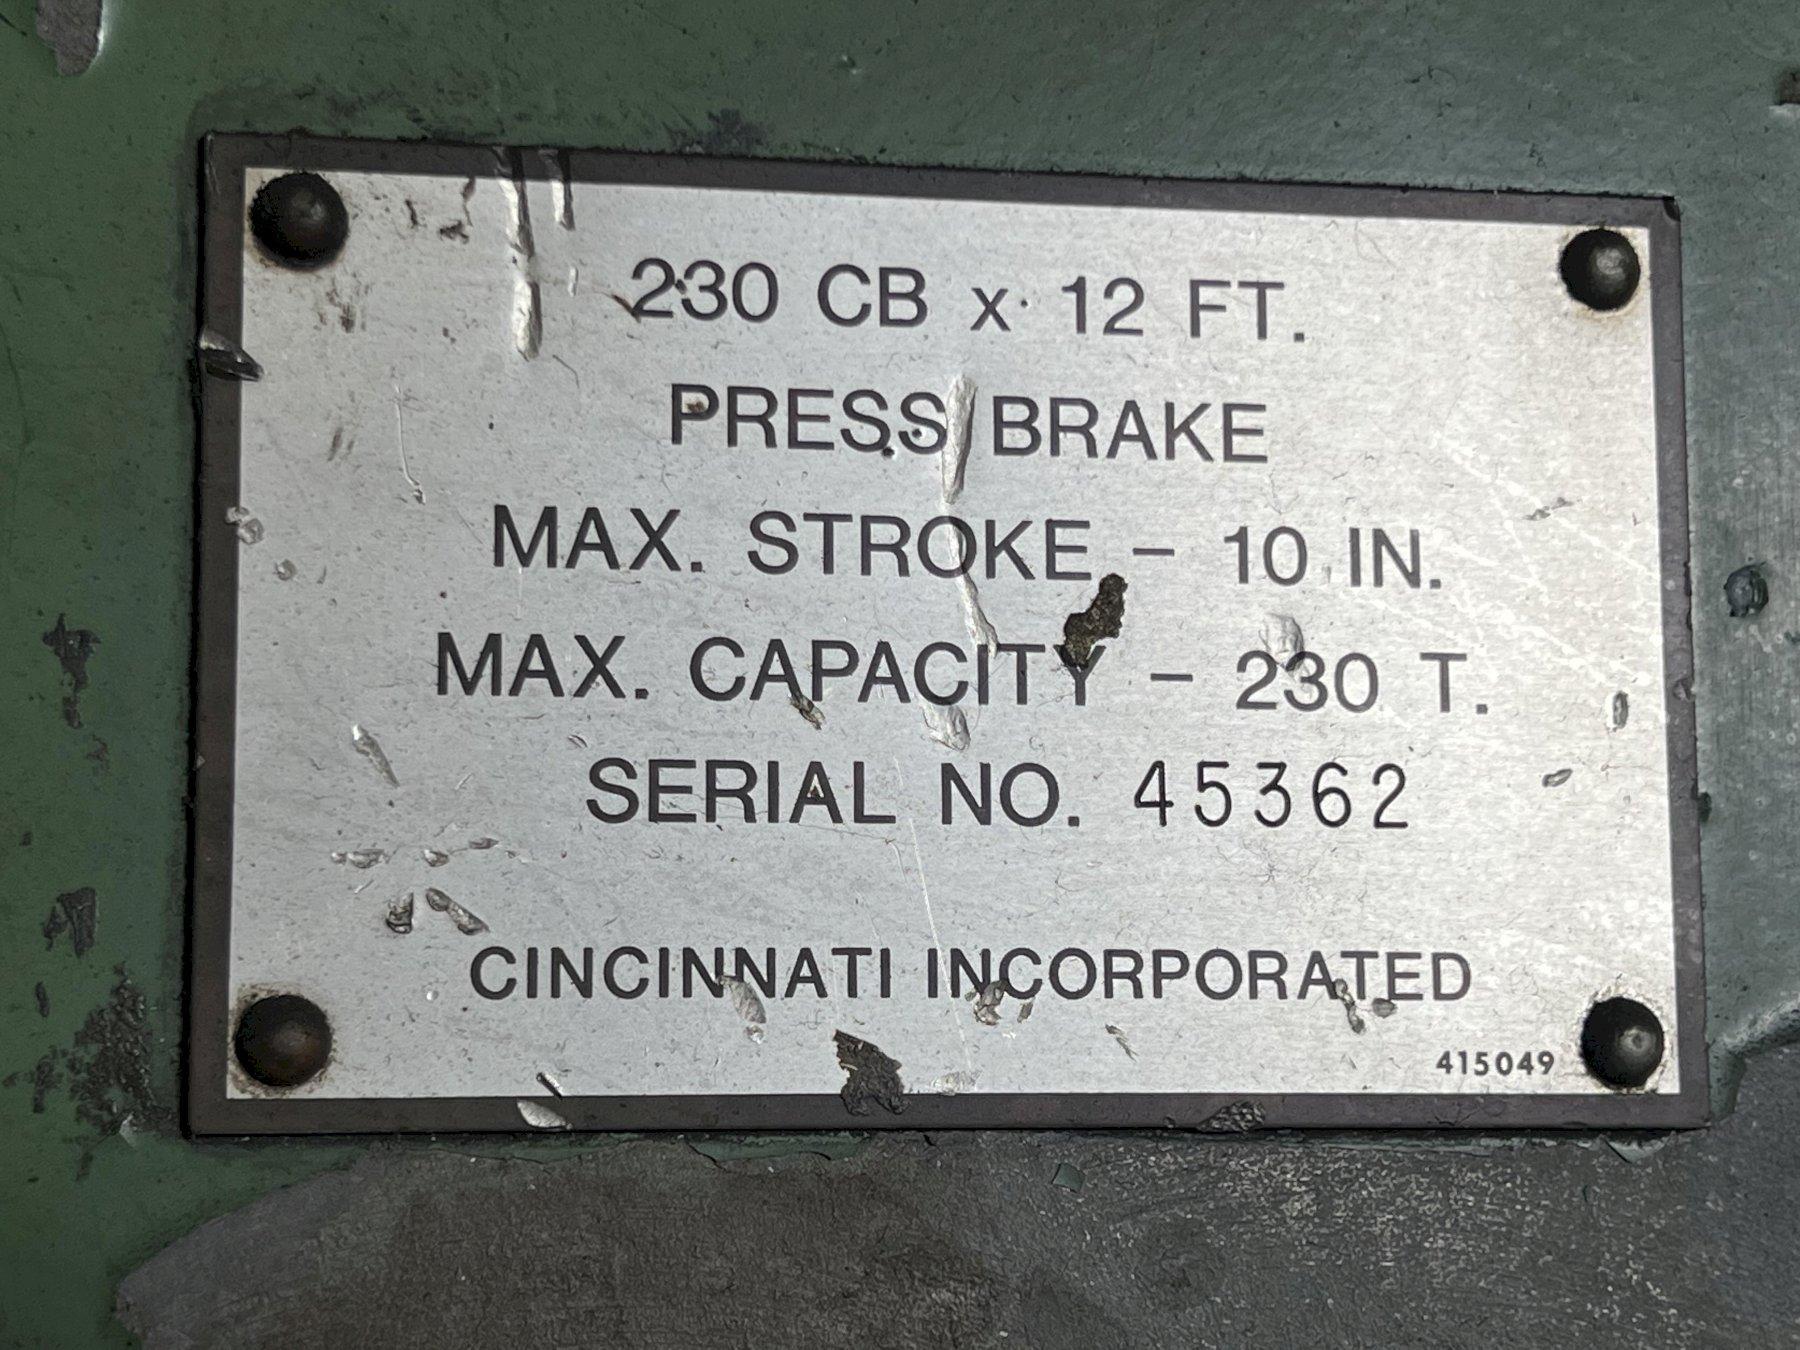 230 CB x 12 FT.
PRESS BRAKE
MAX. STROKE – 10 IN.
MAX. CAPACITY – 230 T.
SERIAL NO. 45362
CINCINNATI INCORPORATED
415049